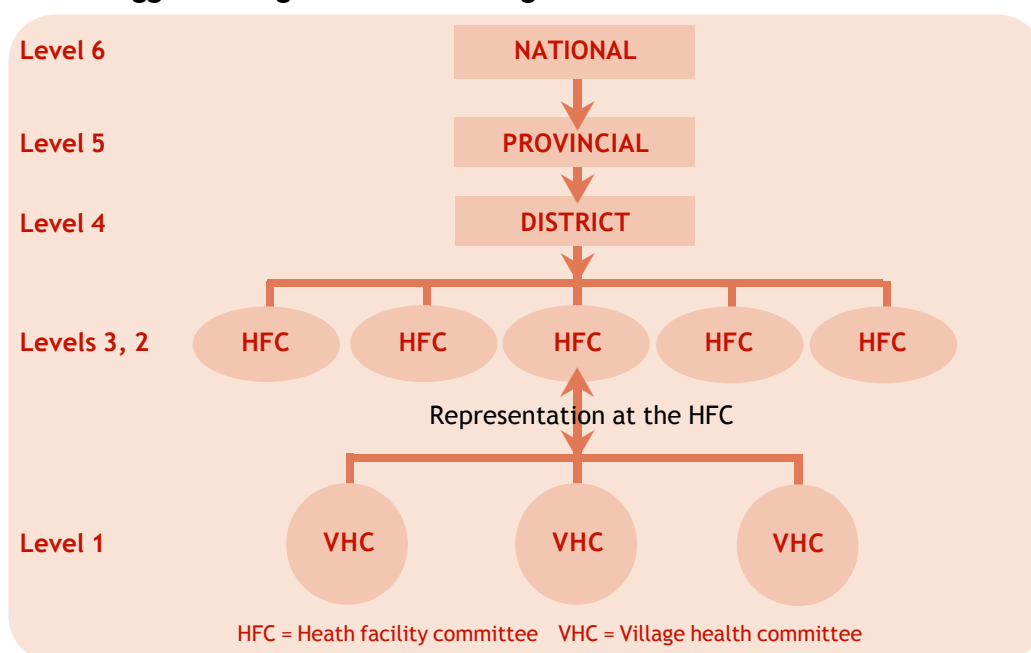 Level 6 NATIONAL
Level 5 PROVINCIAL
Level 4 DISTRICT
Levels 3, 2 HFC HFC HFC HFC HFC
Representation at the HFC
Level 1 VHC VHC VHC
HFC = Heath facility committee VHC = Village health committee